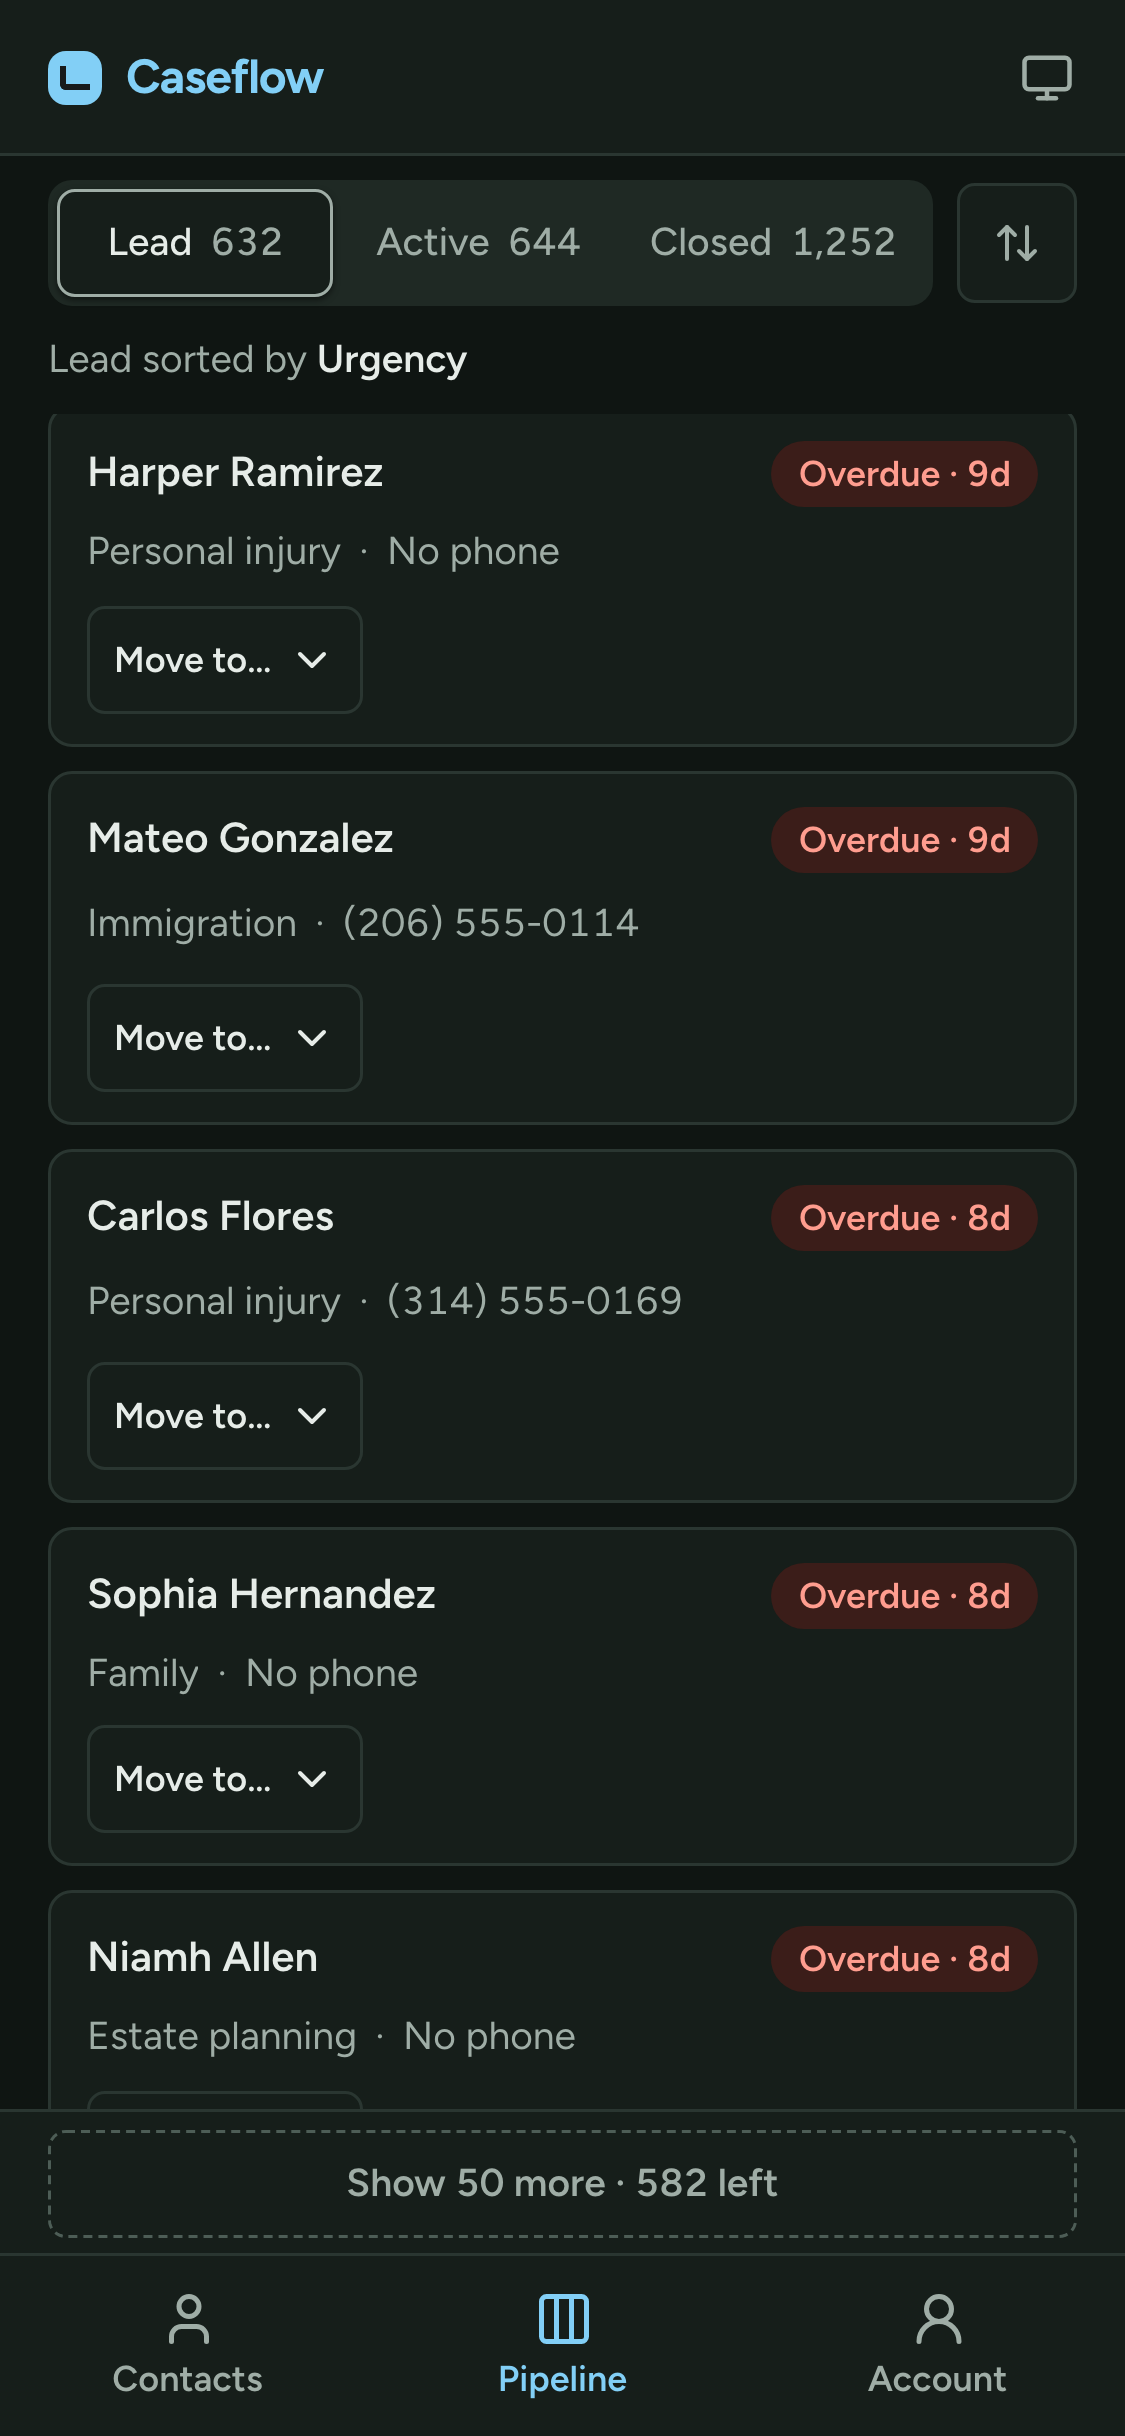 Caseflow
Lead 632 Active 644 Closed 1,252
Lead sorted by Urgency
Harper Ramirez Overdue · 9d
Personal injury · No phone
Move to...
Mateo Gonzalez Overdue · 9d
Immigration · (206) 555-0114
Move to...
Carlos Flores Overdue · 8d
Personal injury · (314) 555-0169
Move to...
Sophia Hernandez Overdue · 8d
Family · No phone
Move to...
Niamh Allen Overdue · 8d
Estate planning · No phone
Show 50 more · 582 left
Contacts Pipeline Account